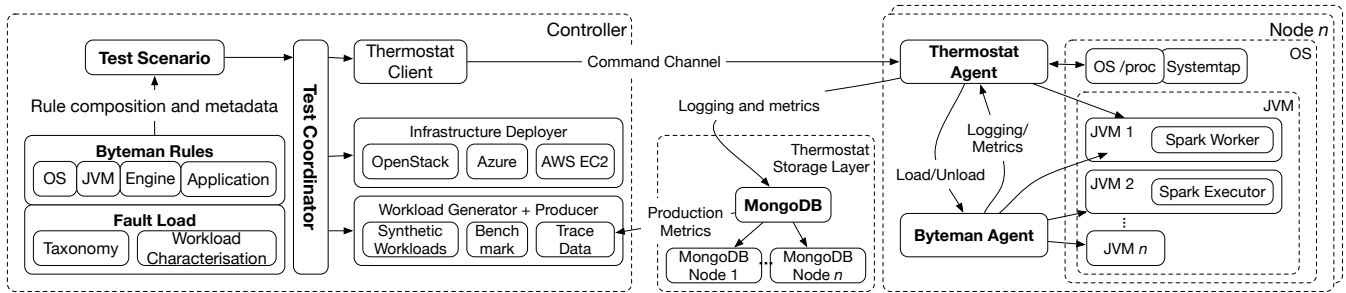 Controller
Test Scenario
Rule composition and metadata
Byteman Rules
OS
JVM
Engine
Application
Fault Load
Taxonomy
Workload
Characterisation
Test Coordinator
Thermostat
Client
Infrastructure Deployer
OpenStack
Azure
AWS EC2
Workload Generator + Producer
Synthetic
Workloads
Bench
mark
Trace
Data
Command Channel
Logging and metrics
Thermostat
Storage Layer
MongoDB
Production
Metrics
MongoDB
Node 1
...
MongoDB
Node n
Node n
OS
Thermostat
Agent
OS /proc
Systemtap
Logging/
Metrics
Load/Unload
Byteman Agent
JVM
JVM 1
Spark Worker
JVM 2
Spark Executor
JVM n